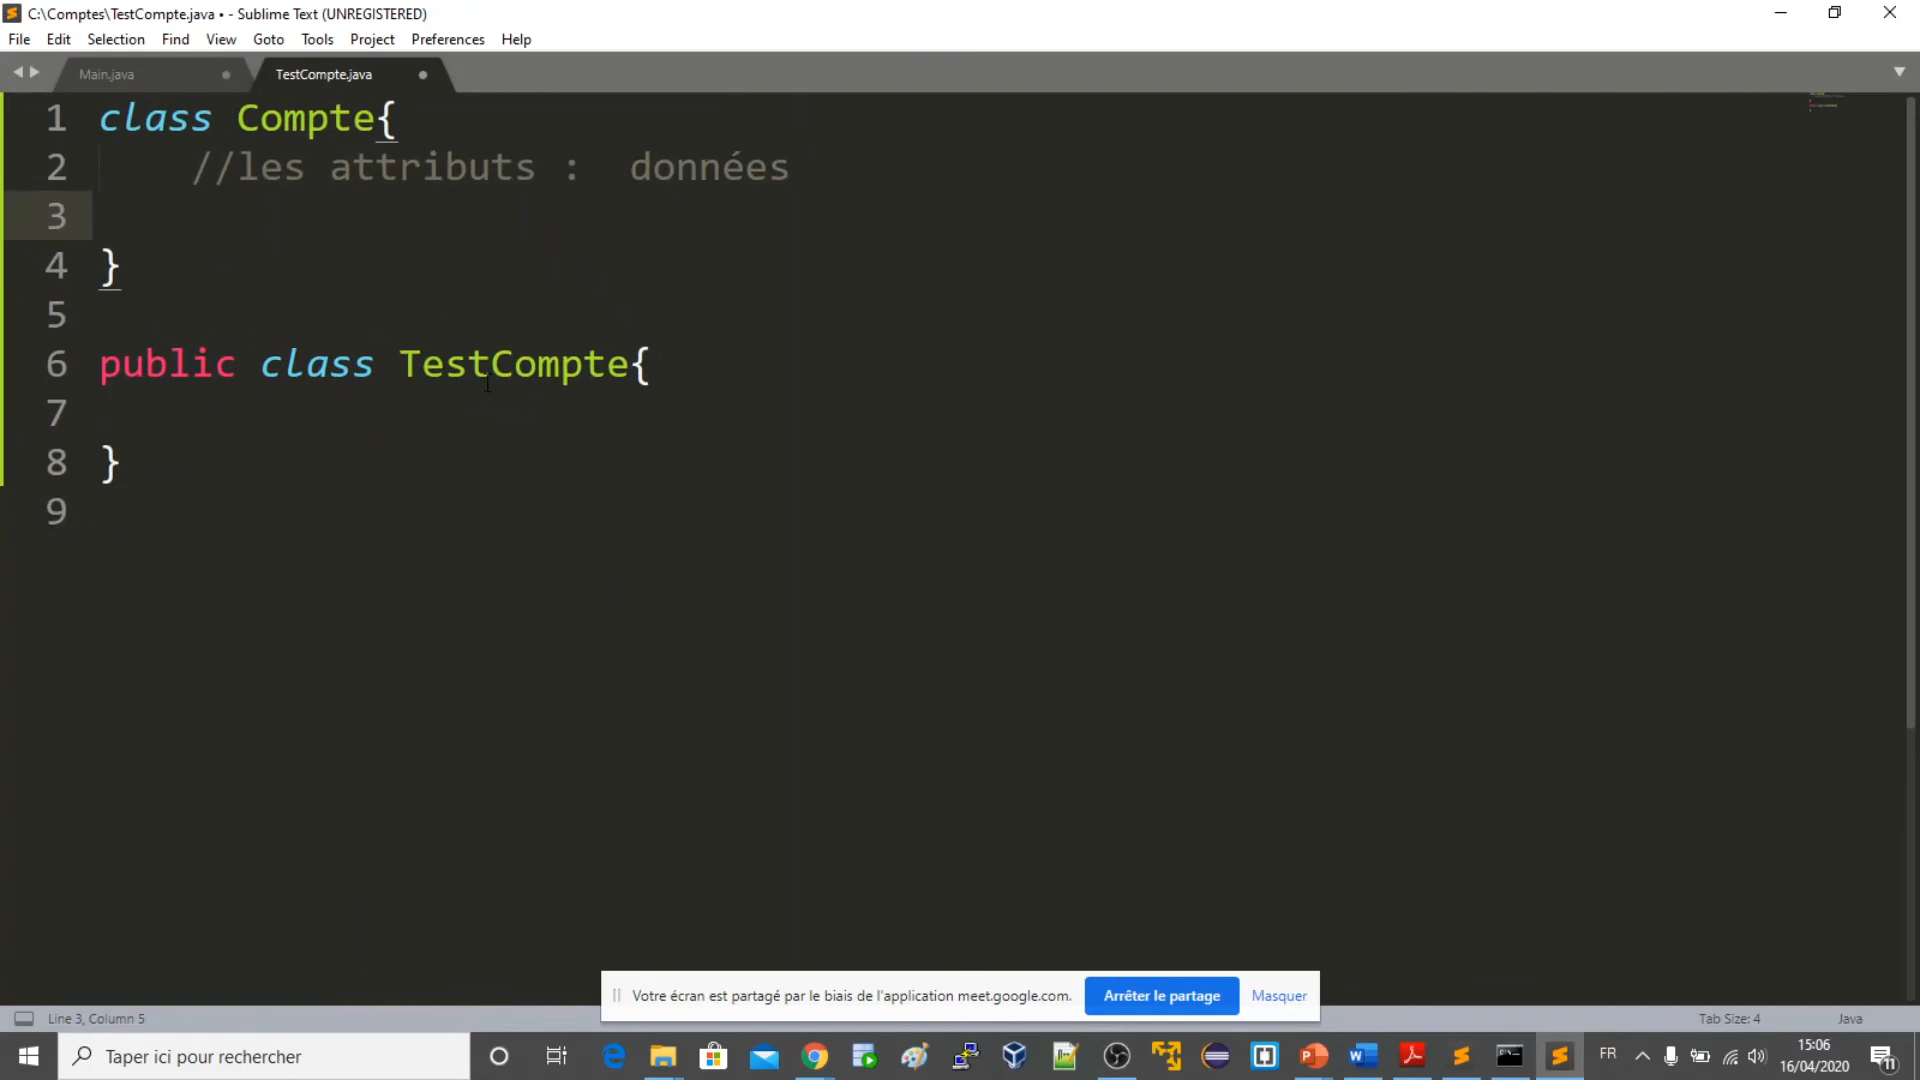 C:\Comptes\TestCompte.java • - Sublime Text (UNREGISTERED)
File Edit Selection Find View Goto Tools Project Preferences Help
Main.java TestCompte.java
1 class Compte{
2 //les attributs :  données
3
4 }
5
6 public class TestCompte{
7
8 }
9
Votre écran est partagé par le biais de l'application meet.google.com. Arrêter le partage Masquer
Line 3, Column 5 Tab Size: 4 Java
Taper ici pour rechercher FR 15:06
16/04/2020 11